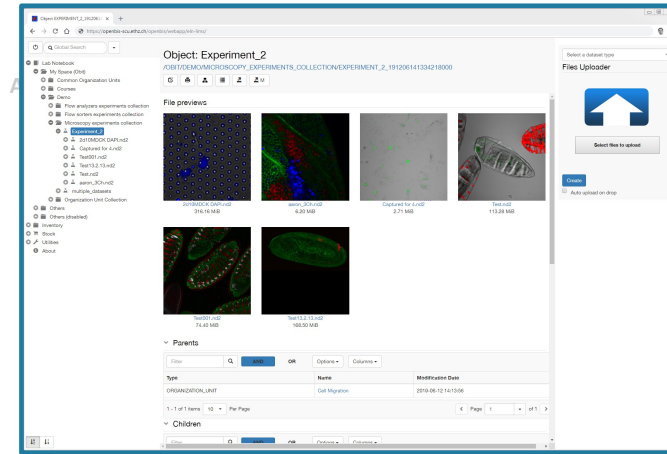 Object EXPERIMENT_2_191206
https://openbis-scu.ethz.ch/openbis/webapp/eln-lims/
Global Search
Lab Notebook
My Space (Obit)
Common Organization Units
Courses
Demo
Flow analyzers experiments collection
Flow sorters experiments collection
Microscopy experiments collection
Experiment_2
2d10MDCK DAPI.nd2
Captured for 4.nd2
Test001.nd2
Test13.2.13.nd2
Test.nd2
aaron_3Ch.nd2
multiple_datasets
Organization Unit Collection
Others
Others (disabled)
Inventory
Stock
Utilities
About
Object: Experiment_2
/OBIT/DEMO/MICROSCOPY_EXPERIMENTS_COLLECTION/EXPERIMENT_2_191206141334218000
M
File previews
2d10MDCK DAPI.nd2
316.16 MiB
aaron_3Ch.nd2
6.20 MiB
Captured for 4.nd2
2.71 MiB
Test.nd2
113.28 MiB
Test001.nd2
74.40 MiB
Test13.2.13.nd2
168.50 MiB
Parents
Filter AND OR Options Columns
Type Name Modification Date
ORGANIZATION_UNIT Cell Migration 2019-06-12 14:13:58
1 - 1 of 1 items 10 Per Page Page 1 of 1
Children
Filter AND OR Options Columns
Select a dataset type
Files Uploader
Select files to upload
Create
Auto upload on drop